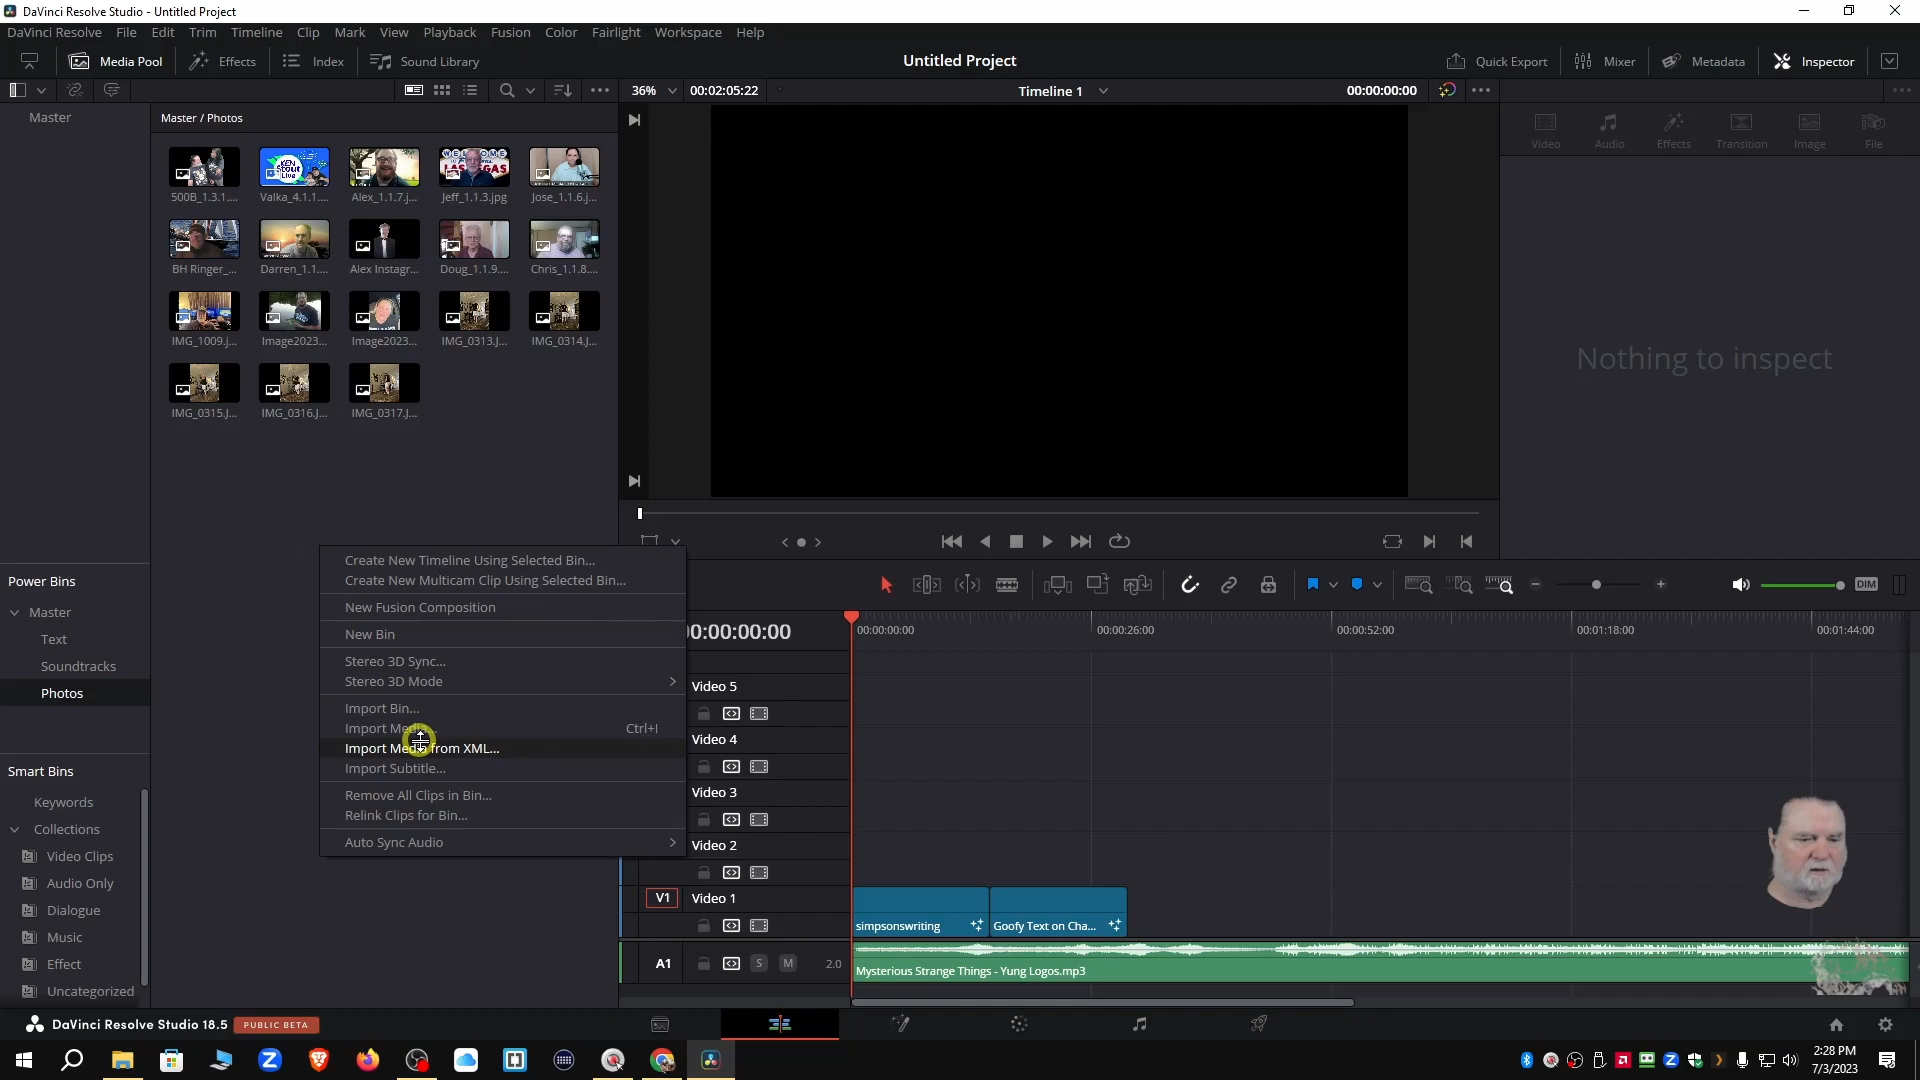 DaVinci Resolve Studio - Untitled Project
DaVinci Resolve File Edit Trim Timeline Clip Mark View Playback Fusion Color Fairlight Workspace Help
Media Pool Effects Index Sound Library Untitled Project Quick Export Mixer Metadata Inspector
36% 00:02:05:22 Timeline 1 00:00:00:00
Master
Master / Photos
Video Audio Effects Transition Image File
500B_1.3.1.... Valka_4.1.1.... Alex_1.1.7.j... Jeff_1.1.3.jpg Jose_1.1.6.j...
BH Ringer_... Darren_1.1.... Alex Instagr... Doug_1.1.9.... Chris_1.1.8....
IMG_1009.j... Image2023... Image2023... IMG_0313.J... IMG_0314.J...
IMG_0315.J... IMG_0316.J... IMG_0317.J...
WELCOME
LAS VEGAS
KEN
STOUT
LIVE
Nothing to inspect
Power Bins
Master
Text
Soundtracks
Photos
Smart Bins
Keywords
Collections
Video Clips
Audio Only
Dialogue
Music
Effect
Uncategorized
Create New Timeline Using Selected Bin...
Create New Multicam Clip Using Selected Bin...
New Fusion Composition
New Bin
Stereo 3D Sync...
Stereo 3D Mode
Import Bin...
Import Media... Ctrl+I
Import Media from XML...
Import Subtitle...
Remove All Clips in Bin...
Relink Clips for Bin...
Auto Sync Audio
DIM
00:00:00:00
00:00:00:00 00:00:26:00 00:00:52:00 00:01:18:00 00:01:44:00
Video 5
Video 4
Video 3
Video 2
V1 Video 1
simpsonswriting Goofy Text on Cha...
A1 S M 2.0
Mysterious Strange Things - Yung Logos.mp3
DaVinci Resolve Studio 18.5 PUBLIC BETA
2:28 PM
7/3/2023